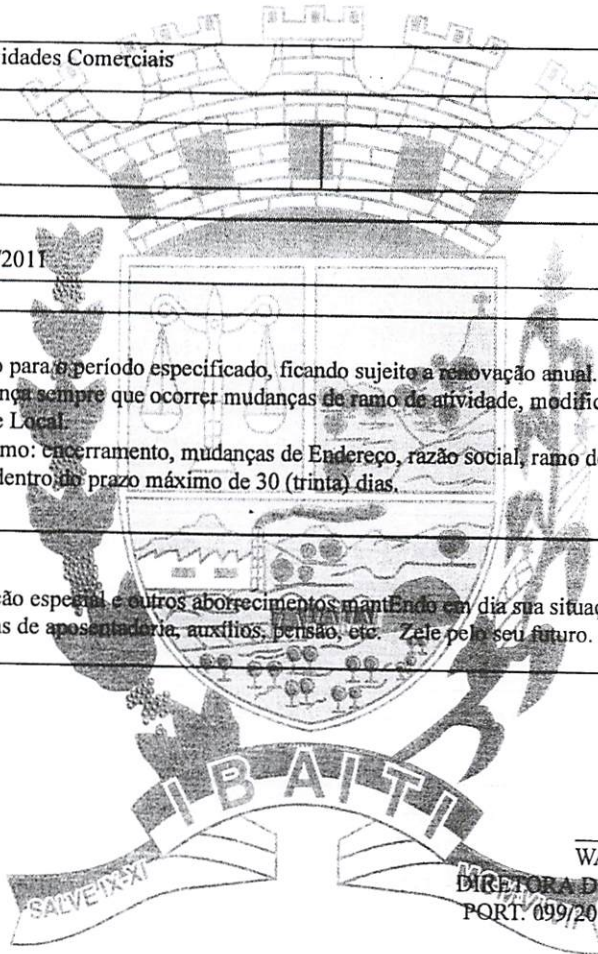 idades Comerciais
/2011
o para o período especificado, ficando sujeito a renovação anual.
ença sempre que ocorrer mudanças de ramo de atividade, modific
e Local.
mo: encerramento, mudanças de Endereço, razão social, ramo de
dentro do prazo máximo de 30 (trinta) dias.
ção especial e outros aborrecimentos mantEndo em dia sua situaç
as de aposentadoria, auxílios, pensão, etc. Zele pelo seu futuro.
IBAITI
SALVE IX-XI
WA
DIRETORA D
PORT. 099/20